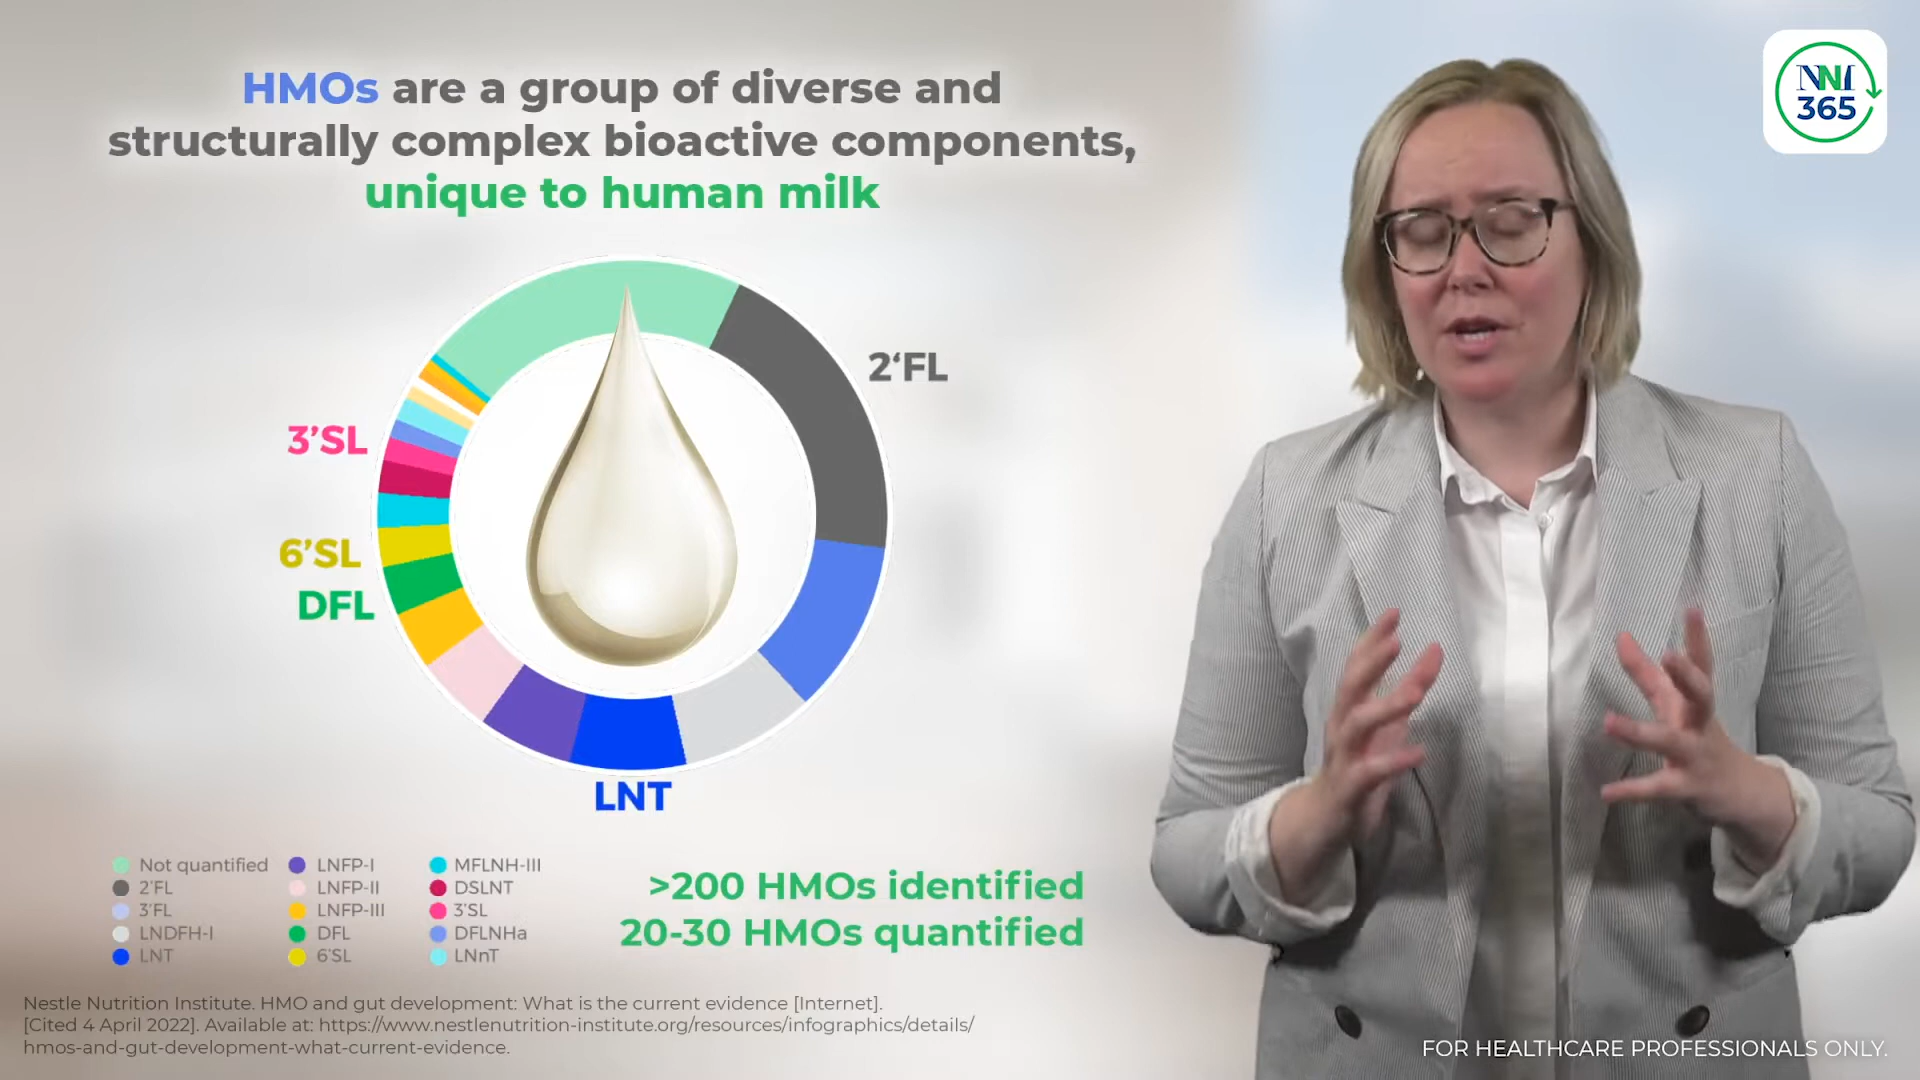 HMOs are a group of diverse and
structurally complex bioactive components,
unique to human milk
NNI
365
2‘FL
3’SL
6’SL
DFL
LNT
Not quantified
2’FL
3’FL
LNDFH-I
LNT
LNFP-I
LNFP-II
LNFP-III
DFL
6’SL
MFLNH-III
DSLNT
3’SL
DFLNHa
LNnT
>200 HMOs identified
20-30 HMOs quantified
Nestle Nutrition Institute. HMO and gut development: What is the current evidence [Internet].
[Cited 4 April 2022]. Available at: https://www.nestlenutrition-institute.org/resources/infographics/details/
hmos-and-gut-development-what-current-evidence.
FOR HEALTHCARE PROFESSIONALS ONLY.